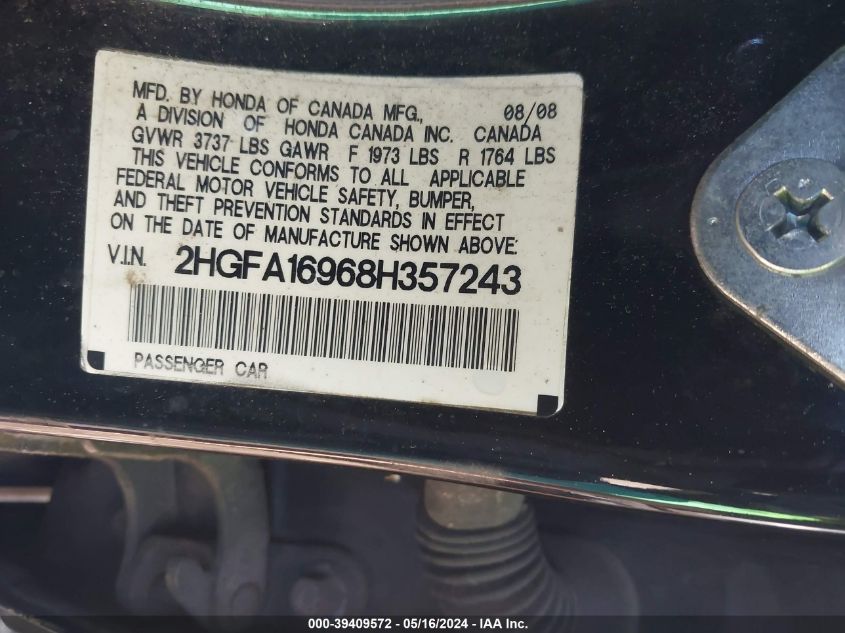 MFD. BY HONDA OF CANADA MFG., 08/08
A DIVISION OF HONDA CANADA INC. CANADA
GVWR 3737 LBS GAWR F 1973 LBS R 1764 LBS
THIS VEHICLE CONFORMS TO ALL APPLICABLE
FEDERAL MOTOR VEHICLE SAFETY, BUMPER,
AND THEFT PREVENTION STANDARDS IN EFFECT
ON THE DATE OF MANUFACTURE SHOWN ABOVE:
V.I.N. 2HGFA16968H357243
PASSENGER CAR
000-39409572 - 05/16/2024 - IAA Inc.